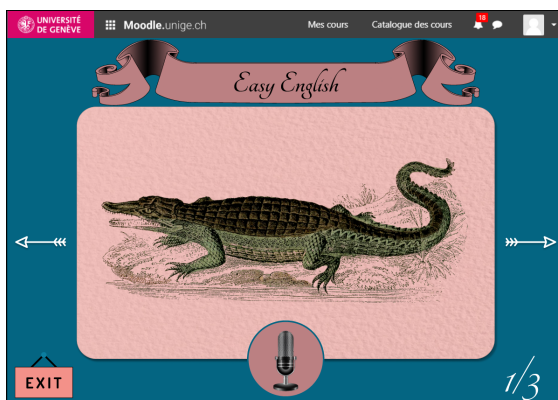 UNIVERSITÉ
DE GENÈVE
Moodle.unige.ch
Mes cours
Catalogue des cours
18
Easy English
EXIT
1/3